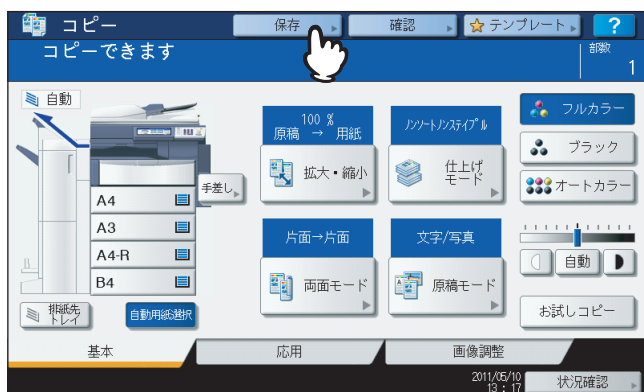 コピー
保存
確認
テンプレート
?
コピーできます
部数
1
自動
100 %
原稿 → 用紙
ノンソートノンステイプル
フルカラー
拡大・縮小
仕上げ
モード
ブラック
手差し
オートカラー
A4
A3
A4-R
B4
片面→片面
文字/写真
両面モード
原稿モード
自動
排紙先
トレイ
自動用紙選択
お試しコピー
基本
応用
画像調整
2011/05/10
13 : 17
状況確認